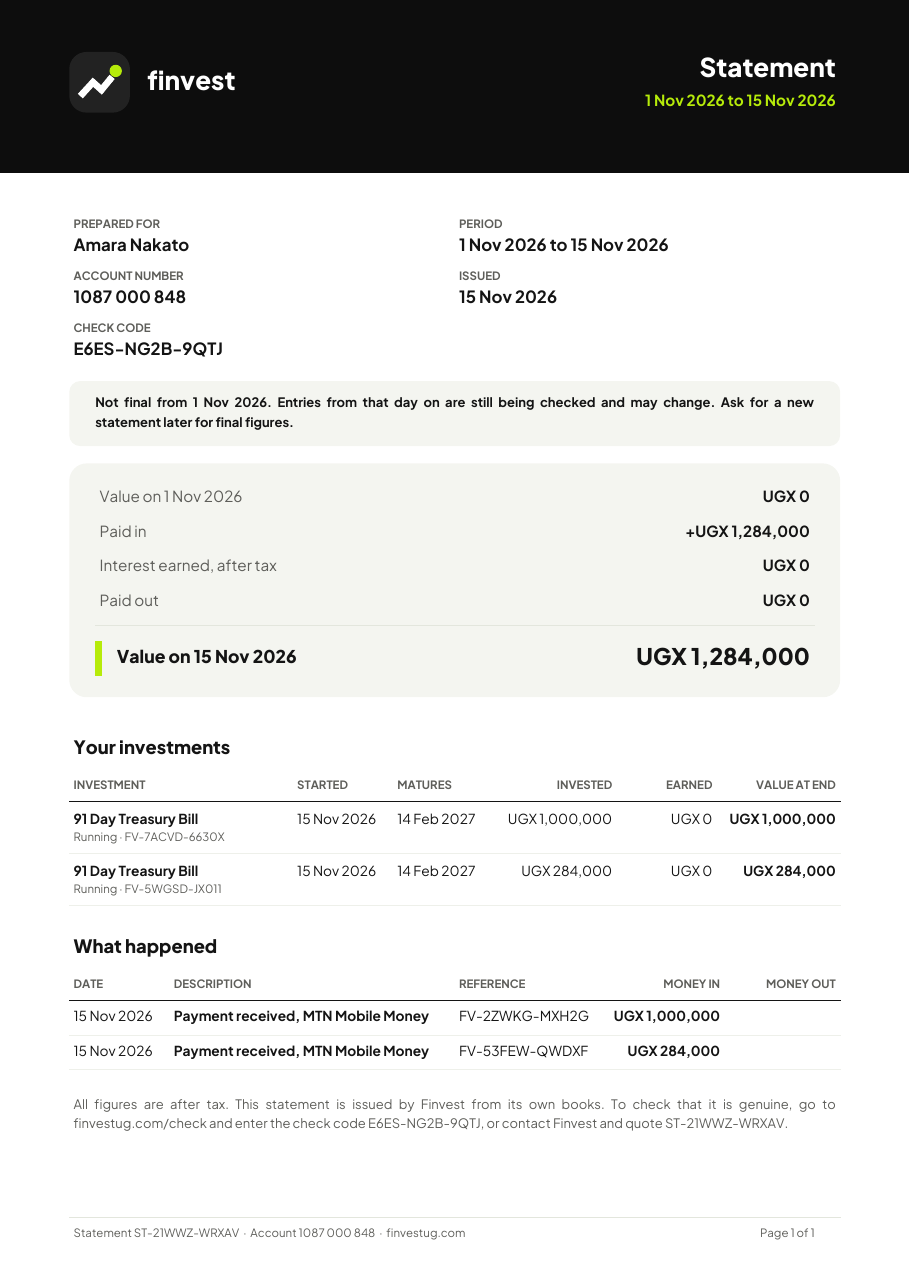 finvest
Statement
1 Nov 2026 to 15 Nov 2026
PREPARED FOR
Amara Nakato
PERIOD
1 Nov 2026 to 15 Nov 2026
ACCOUNT NUMBER
1087 000 848
ISSUED
15 Nov 2026
CHECK CODE
E6ES-NG2B-9QTJ
Not final from 1 Nov 2026. Entries from that day on are still being checked and may change. Ask for a new
statement later for final figures.
Value on 1 Nov 2026 UGX 0
Paid in +UGX 1,284,000
Interest earned, after tax UGX 0
Paid out UGX 0
Value on 15 Nov 2026 UGX 1,284,000
Your investments
INVESTMENT STARTED MATURES INVESTED EARNED VALUE AT END
91 Day Treasury Bill 15 Nov 2026 14 Feb 2027 UGX 1,000,000 UGX 0 UGX 1,000,000
Running · FV-7ACVD-6630X
91 Day Treasury Bill 15 Nov 2026 14 Feb 2027 UGX 284,000 UGX 0 UGX 284,000
Running · FV-5WGSD-JX011
What happened
DATE DESCRIPTION REFERENCE MONEY IN MONEY OUT
15 Nov 2026 Payment received, MTN Mobile Money FV-2ZWKG-MXH2G UGX 1,000,000
15 Nov 2026 Payment received, MTN Mobile Money FV-53FEW-QWDXF UGX 284,000
All figures are after tax. This statement is issued by Finvest from its own books. To check that it is genuine, go to
finvestug.com/check and enter the check code E6ES-NG2B-9QTJ, or contact Finvest and quote ST-21WWZ-WRXAV.
Statement ST-21WWZ-WRXAV · Account 1087 000 848 · finvestug.com Page 1 of 1